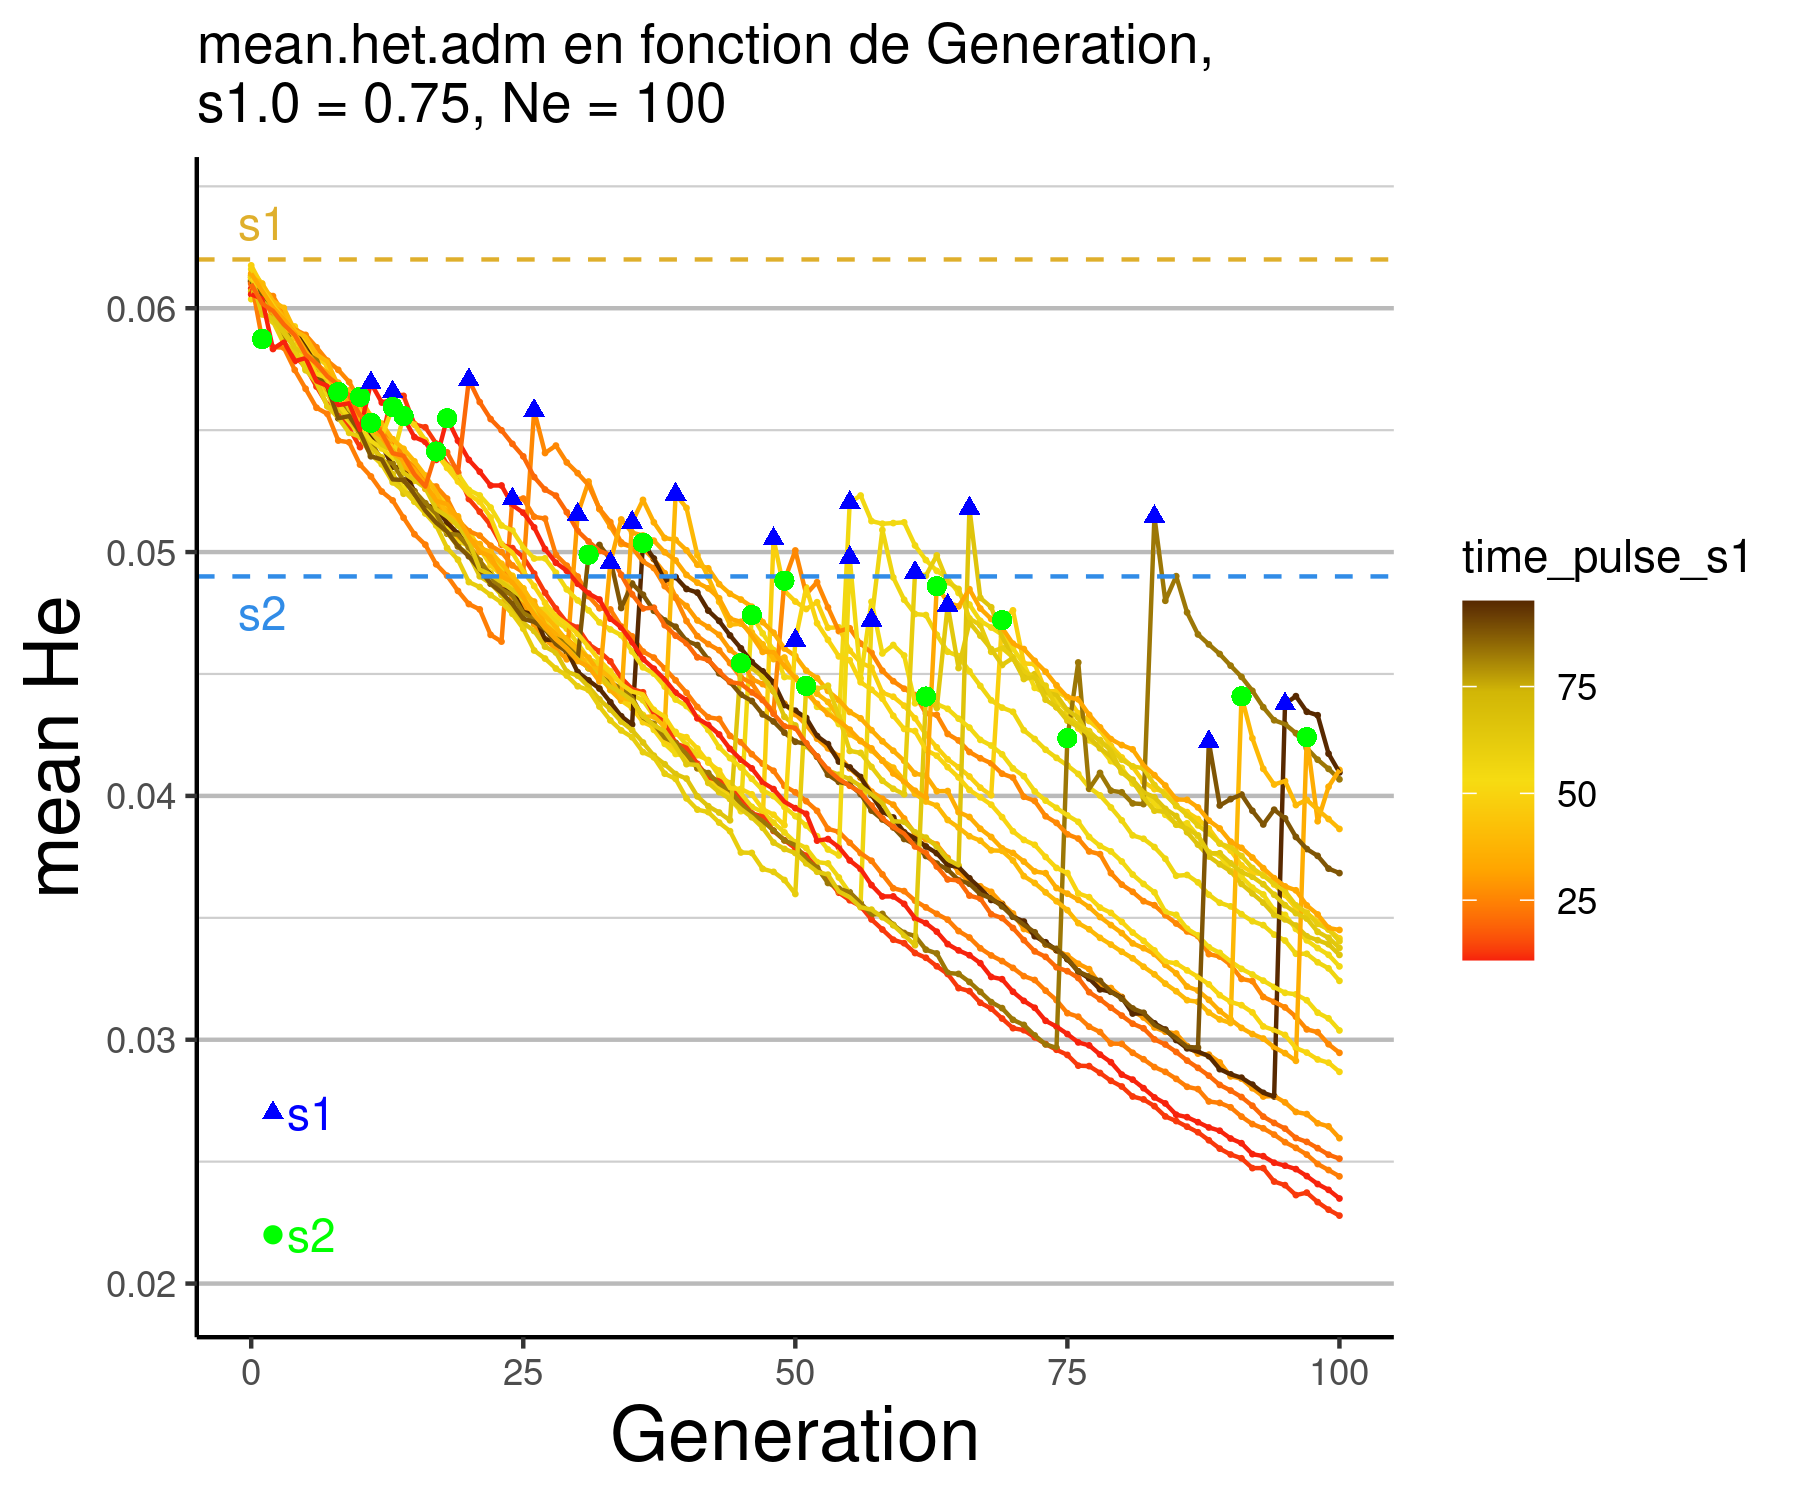 mean.het.adm en fonction de Generation,
s1.0 = 0.75, Ne = 100
s1
0.06
0.05
s2
0.04
0.03
0.02
mean He
s1
s2
0 25 50 75 100
Generation
time_pulse_s1
75
50
25